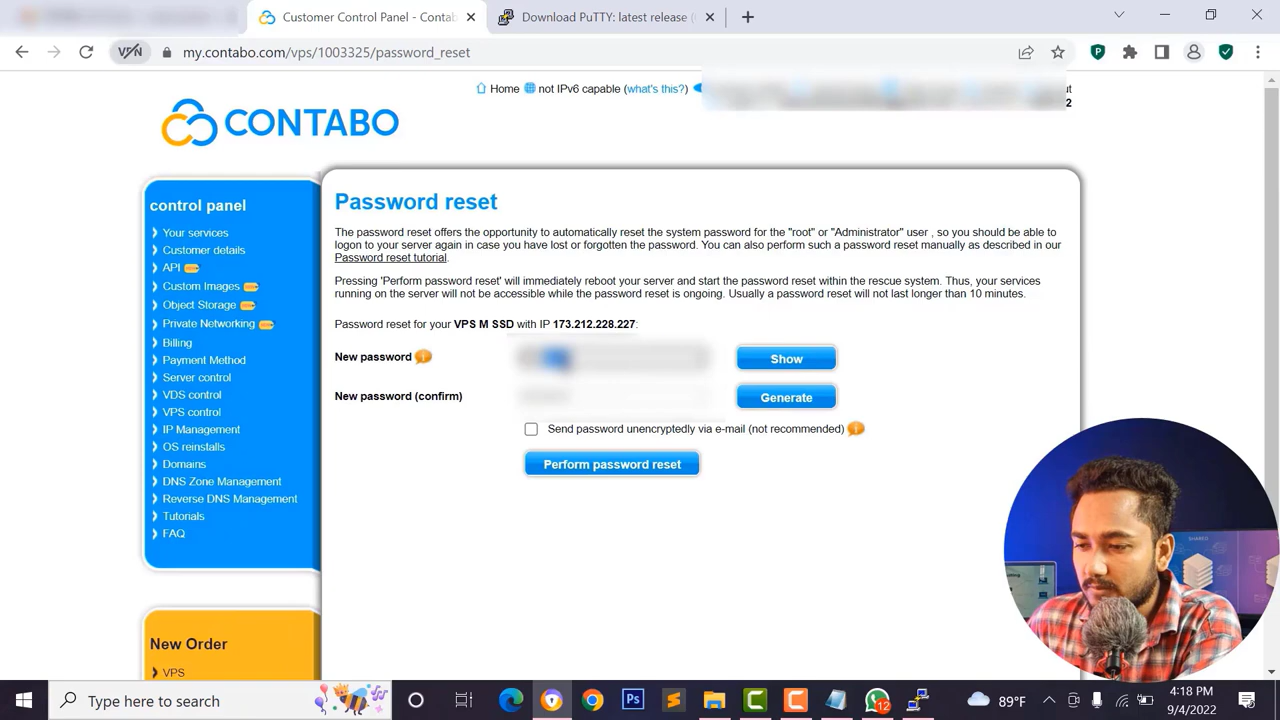 Customer Control Panel - Contab
Download PuTTY: latest release (
VPN
my.contabo.com/vps/1003325/password_reset
Home not IPv6 capable (what's this?)
CONTABO
control panel
Your services
Customer details
API
Custom Images
Object Storage
Private Networking
Billing
Payment Method
Server control
VDS control
VPS control
IP Management
OS reinstalls
Domains
DNS Zone Management
Reverse DNS Management
Tutorials
FAQ
New Order
VPS
Password reset
The password reset offers the opportunity to automatically reset the system password for the "root" or "Administrator" user , so you should be able to
logon to your server again in case you have lost or forgotten the password. You can also perform such a password reset manually as described in our
Password reset tutorial.
Pressing 'Perform password reset' will immediately reboot your server and start the password reset within the rescue system. Thus, your services
running on the server will not be accessible while the password reset is ongoing. Usually a password reset will not last longer than 10 minutes.
Password reset for your VPS M SSD with IP 173.212.228.227:
New password
Show
New password (confirm)
Generate
Send password unencryptedly via e-mail (not recommended)
Perform password reset
SHARED
Type here to search
Ps
12
89°F
4:18 PM
9/4/2022